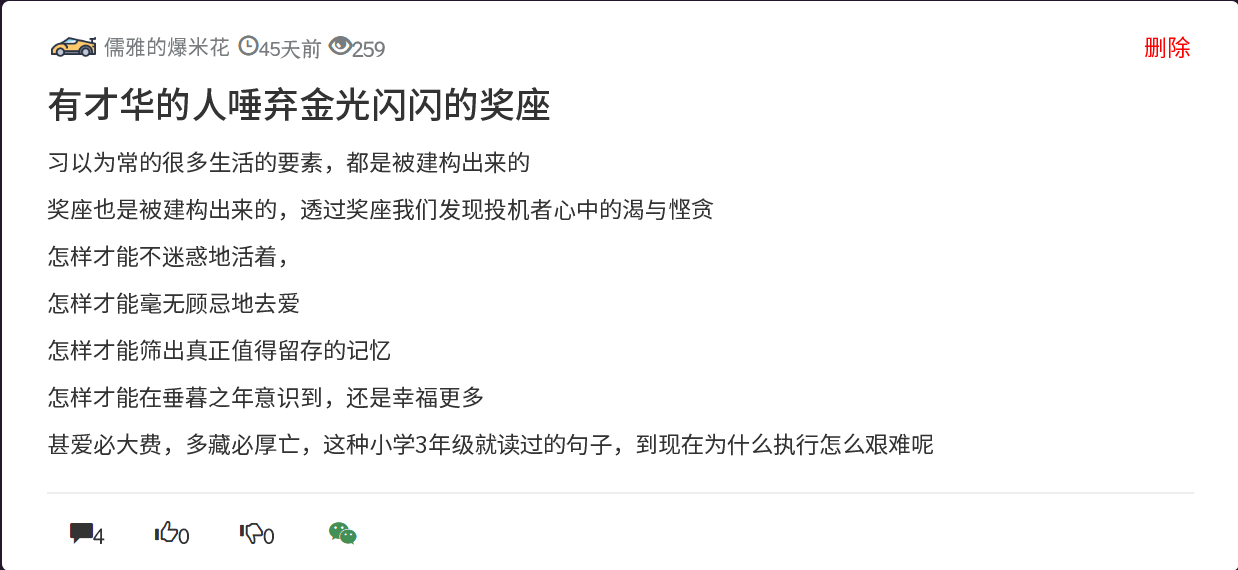 儒雅的爆米花 45天前 259 删除
有才华的人唾弃金光闪闪的奖座
习以为常的很多生活的要素，都是被建构出来的
奖座也是被建构出来的，透过奖座我们发现投机者心中的渴与悭贪
怎样才能不迷惑地活着，
怎样才能毫无顾忌地去爱
怎样才能筛出真正值得留存的记忆
怎样才能在垂暮之年意识到，还是幸福更多
甚爱必大费，多藏必厚亡，这种小学3年级就读过的句子，到现在为什么执行怎么艰难呢
4 0 0